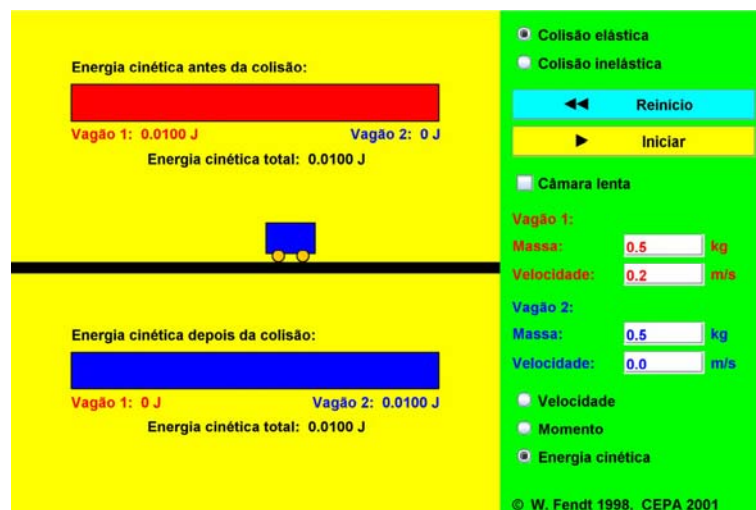 Energia cinética antes da colisão:
Vagão 1: 0.0100 J
Vagão 2: 0 J
Energia cinética total: 0.0100 J
Energia cinética depois da colisão:
Vagão 1: 0 J
Vagão 2: 0.0100 J
Energia cinética total: 0.0100 J
Colisão elástica
Colisão inelástica
Reinício
Iniciar
Câmara lenta
Vagão 1:
Massa: 0.5 kg
Velocidade: 0.2 m/s
Vagão 2:
Massa: 0.5 kg
Velocidade: 0.0 m/s
Velocidade
Momento
Energia cinética
© W. Fendt 1998, CEPA 2001